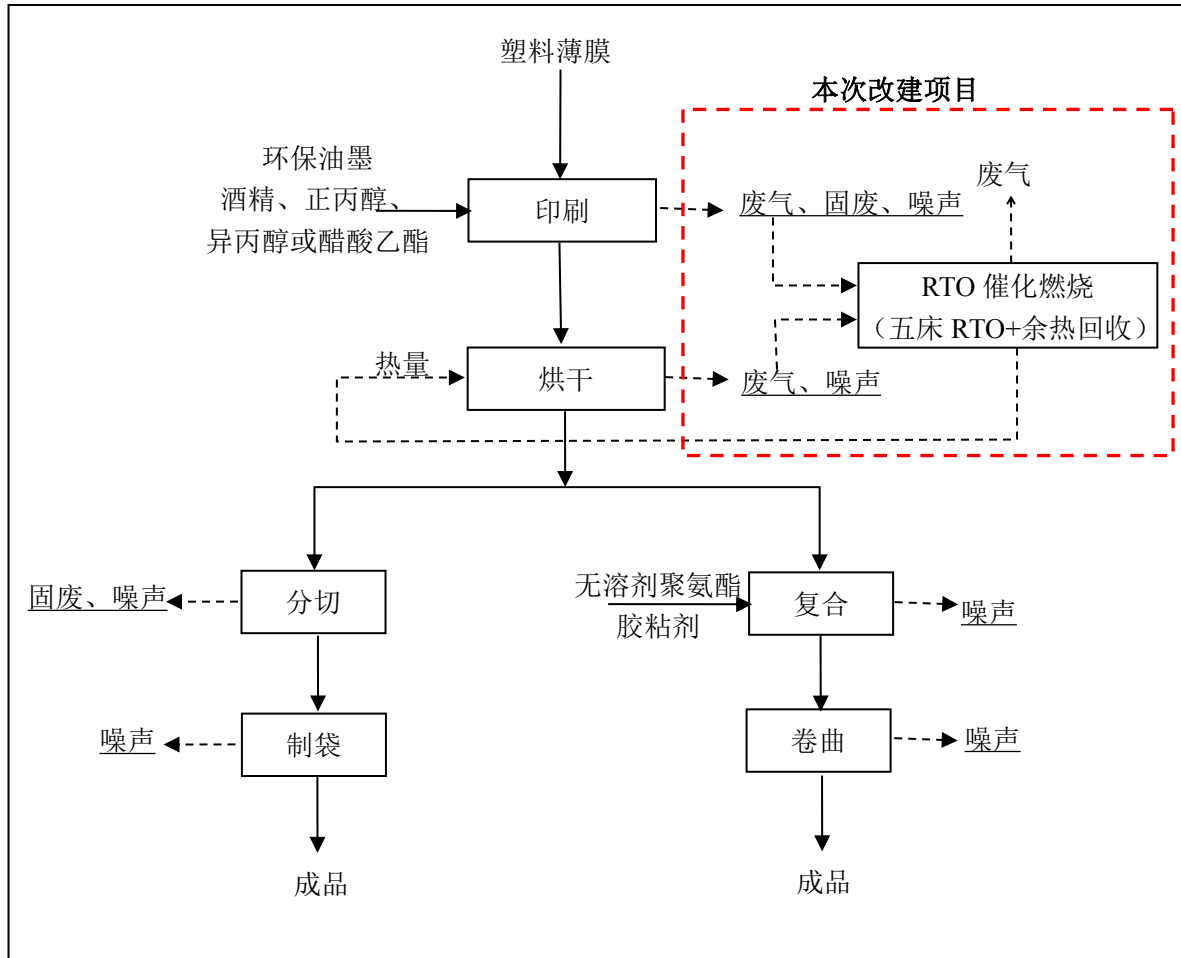 塑料薄膜
本次改建项目
环保油墨
酒精、正丙醇、
异丙醇或醋酸乙酯
印刷
废气、固废、噪声
废气
RTO 催化燃烧
（五床 RTO+余热回收）
热量
烘干
废气、噪声
固废、噪声
分切
无溶剂聚氨酯
胶粘剂
复合
噪声
噪声
制袋
卷曲
噪声
成品
成品